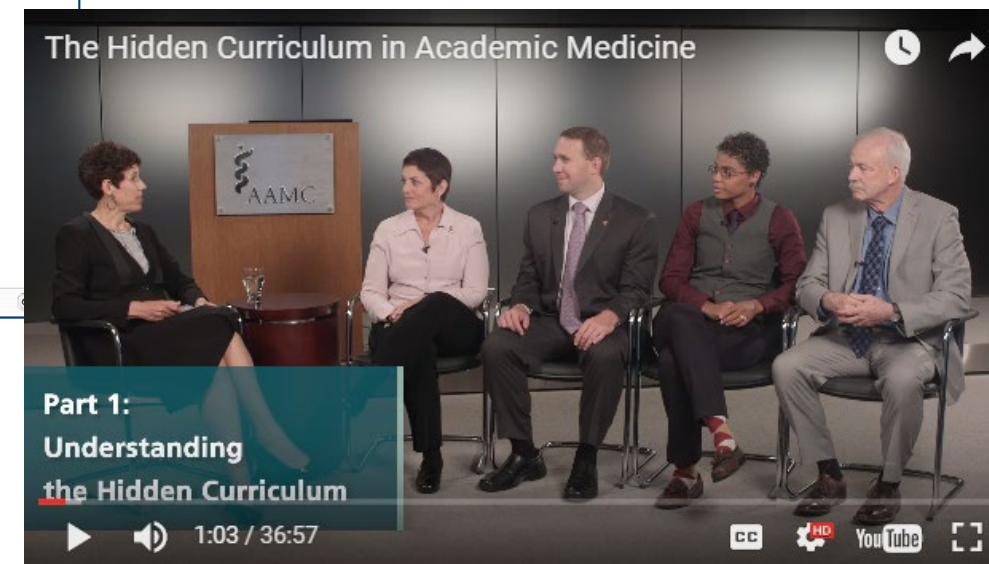 The Hidden Curriculum in Academic Medicine
AAMC
Part 1:
Understanding
the Hidden Curriculum
1:03 / 36:57
CC
HD
YouTube